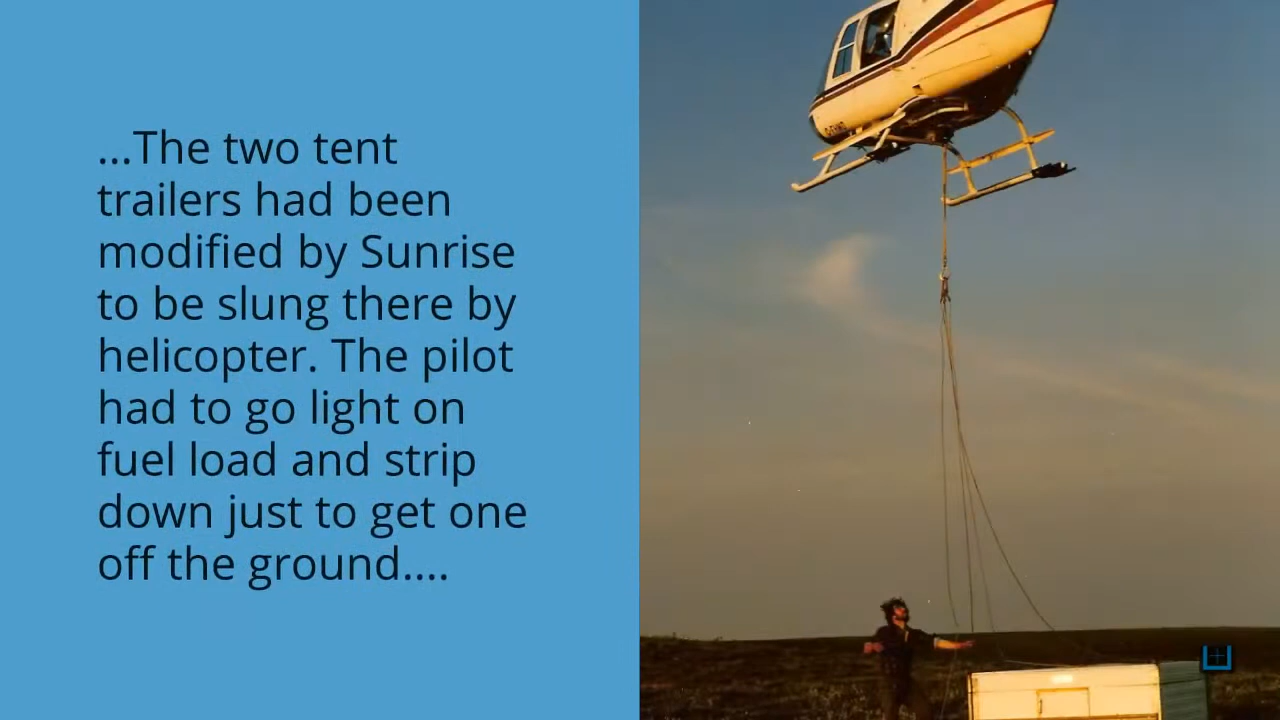 ...The two tent
trailers had been
modified by Sunrise
to be slung there by
helicopter. The pilot
had to go light on
fuel load and strip
down just to get one
off the ground....